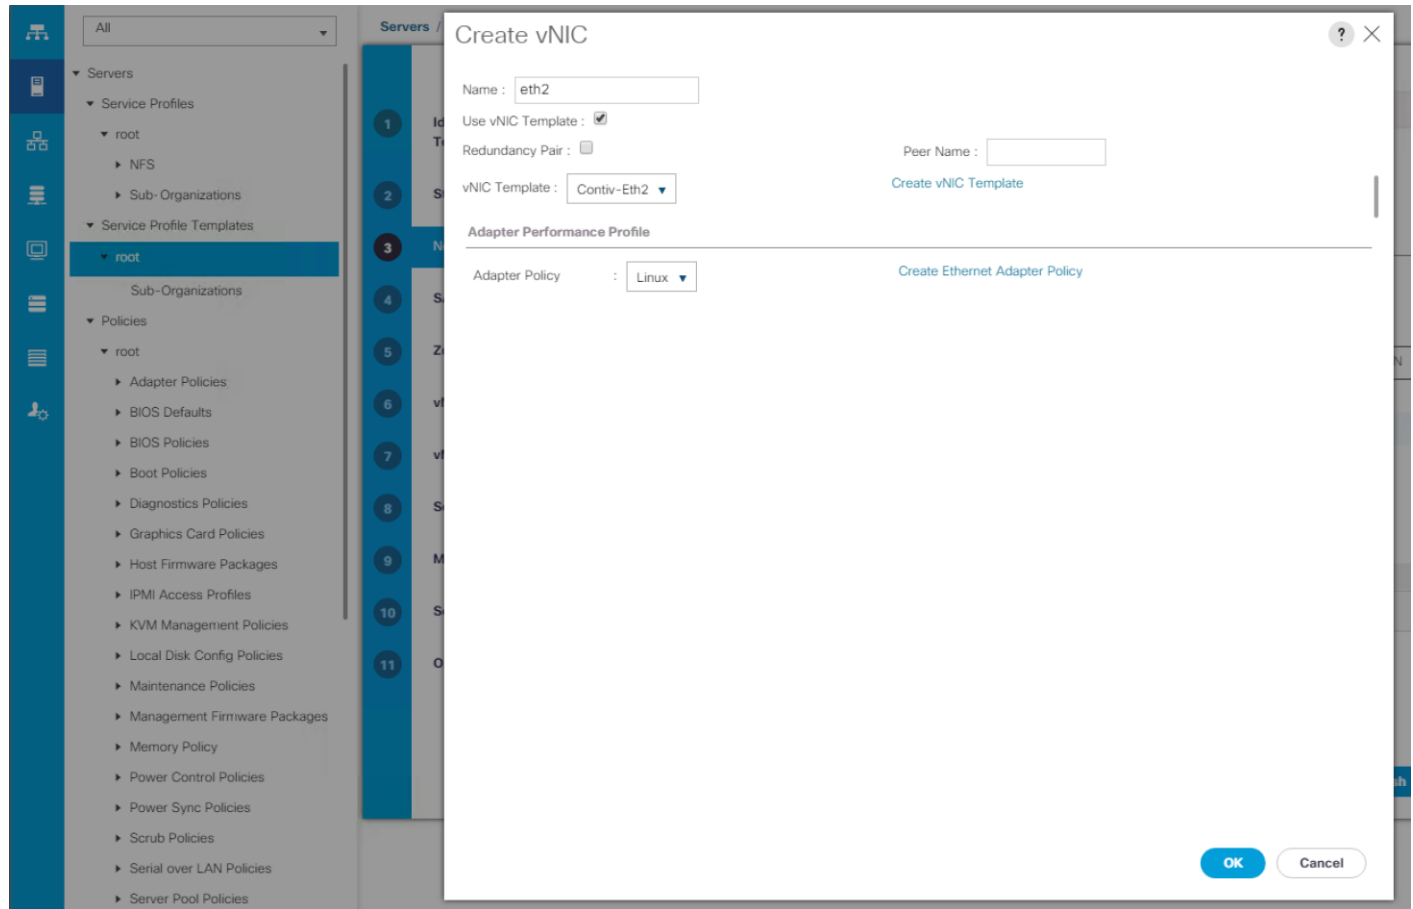 All
Servers
Service Profiles
root
NFS
Sub-Organizations
Service Profile Templates
root
Sub-Organizations
Policies
root
Adapter Policies
BIOS Defaults
BIOS Policies
Boot Policies
Diagnostics Policies
Graphics Card Policies
Host Firmware Packages
IPMI Access Profiles
KVM Management Policies
Local Disk Config Policies
Maintenance Policies
Management Firmware Packages
Memory Policy
Power Control Policies
Power Sync Policies
Scrub Policies
Serial over LAN Policies
Server Pool Policies
Servers /
1
2
3
4
5
6
7
8
9
10
11
Create vNIC
?
Name : eth2
Use vNIC Template :
Redundancy Pair :
Peer Name :
vNIC Template : Contiv-Eth2
Create vNIC Template
Adapter Performance Profile
Adapter Policy : Linux
Create Ethernet Adapter Policy
OK
Cancel